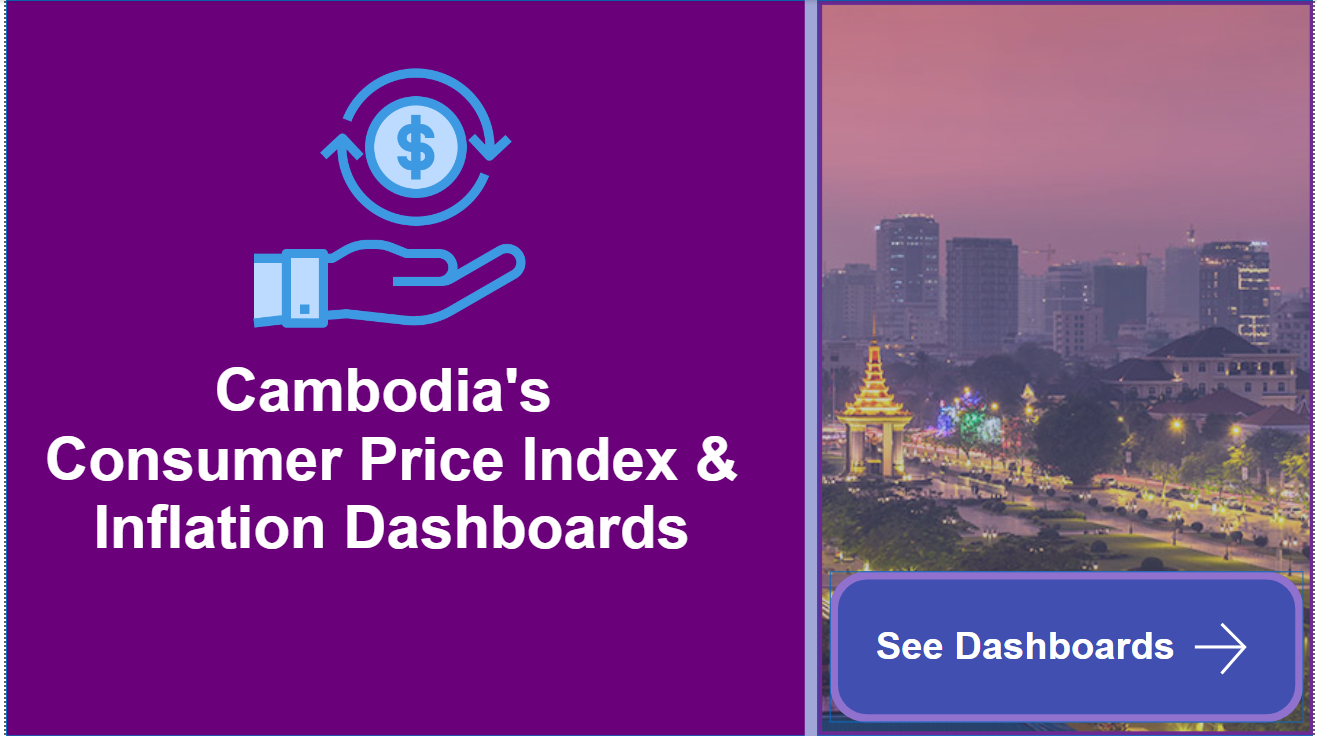 $
Cambodia's
Consumer Price Index &
Inflation Dashboards
See Dashboards